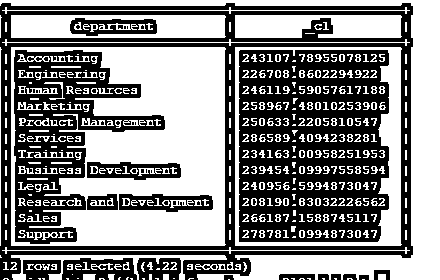 department _c1
Accounting 243107.78955078125
Engineering 226708.8602294922
Human Resources 246119.59057617188
Marketing 258967.48010253906
Product Management 250633.2205810547
Services 286589.4094238281
Training 234163.00958251953
Business Development 239454.09997558594
Legal 240956.5994873047
Research and Development 208190.83032226562
Sales 266187.1588745117
Support 278781.0994873047
12 rows selected (4.22 seconds)